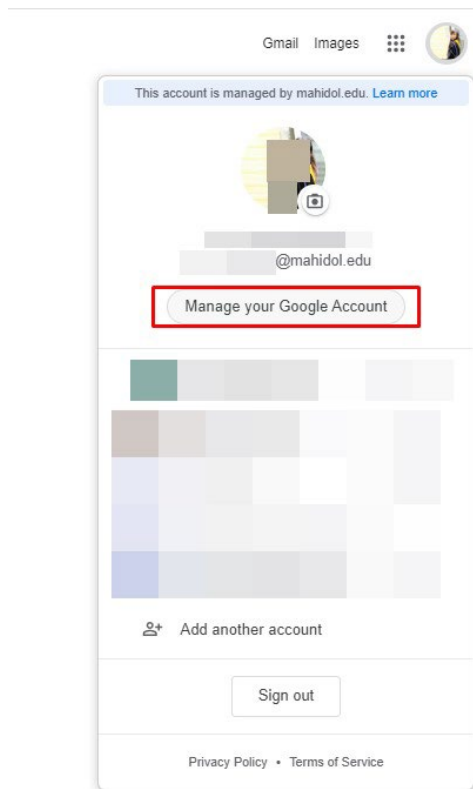 Gmail Images
This account is managed by mahidol.edu. Learn more
@mahidol.edu
Manage your Google Account
Add another account
Sign out
Privacy Policy • Terms of Service